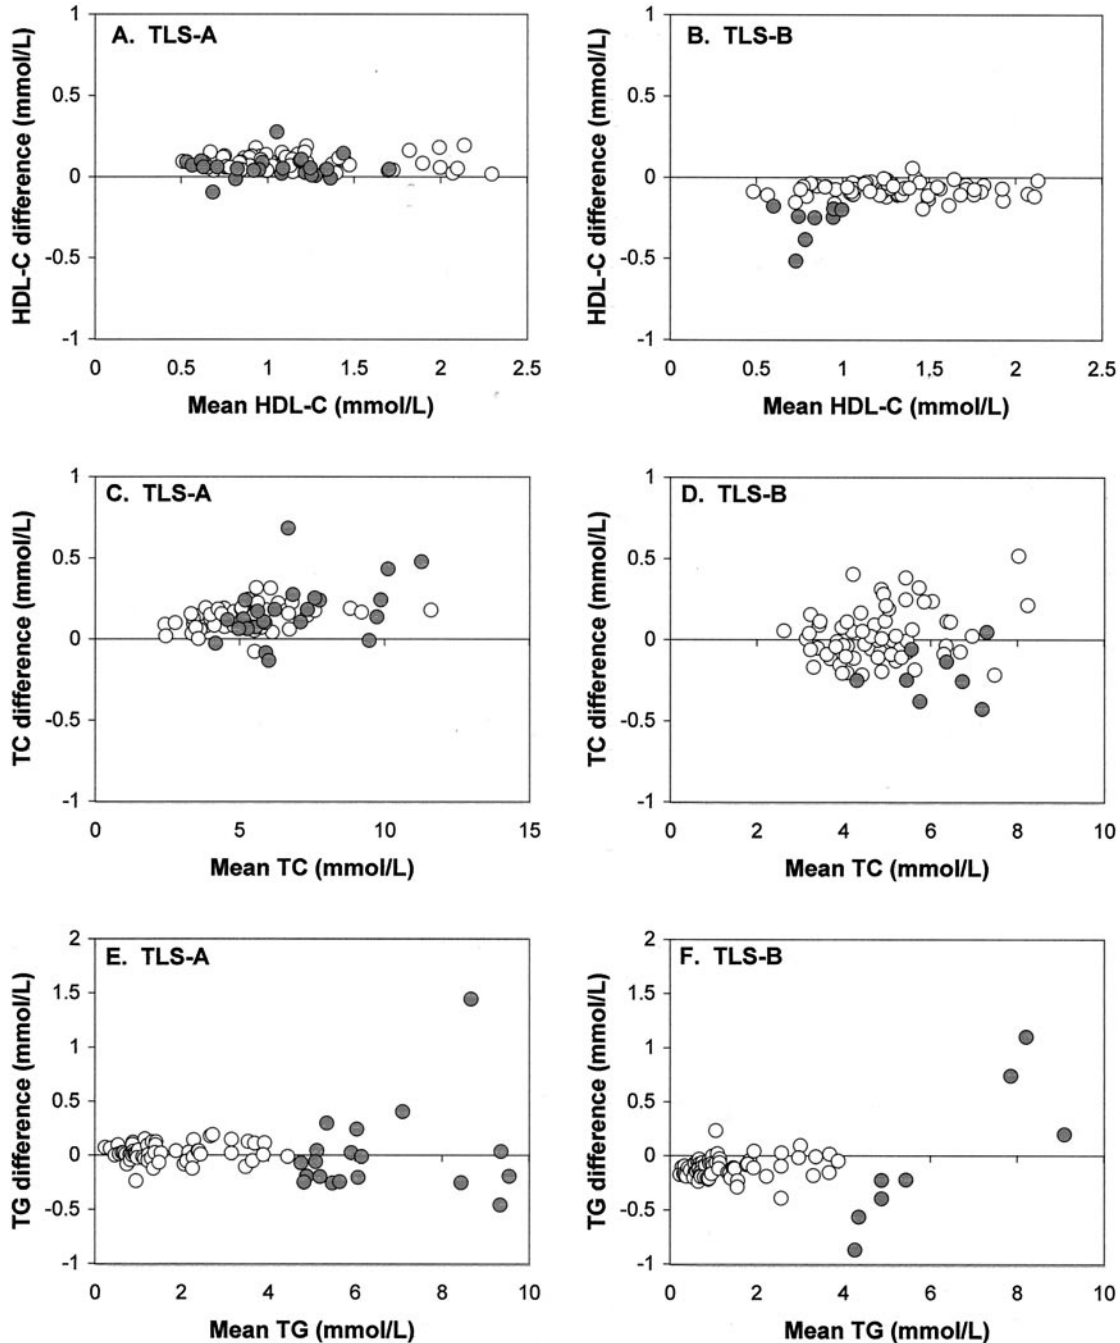 A. TLS-A
1
0.5
0
-0.5
-1
HDL-C difference (mmol/L)
0 0.5 1 1.5 2 2.5
Mean HDL-C (mmol/L)
B. TLS-B
1
0.5
0
-0.5
-1
HDL-C difference (mmol/L)
0 0.5 1 1.5 2 2.5
Mean HDL-C (mmol/L)
C. TLS-A
1
0.5
0
-0.5
-1
TC difference (mmol/L)
0 5 10 15
Mean TC (mmol/L)
D. TLS-B
1
0.5
0
-0.5
-1
TC difference (mmol/L)
0 2 4 6 8 10
Mean TC (mmol/L)
E. TLS-A
2
1.5
1
0.5
0
-0.5
-1
TG difference (mmol/L)
0 2 4 6 8 10
Mean TG (mmol/L)
F. TLS-B
2
1.5
1
0.5
0
-0.5
-1
TG difference (mmol/L)
0 2 4 6 8 10
Mean TG (mmol/L)